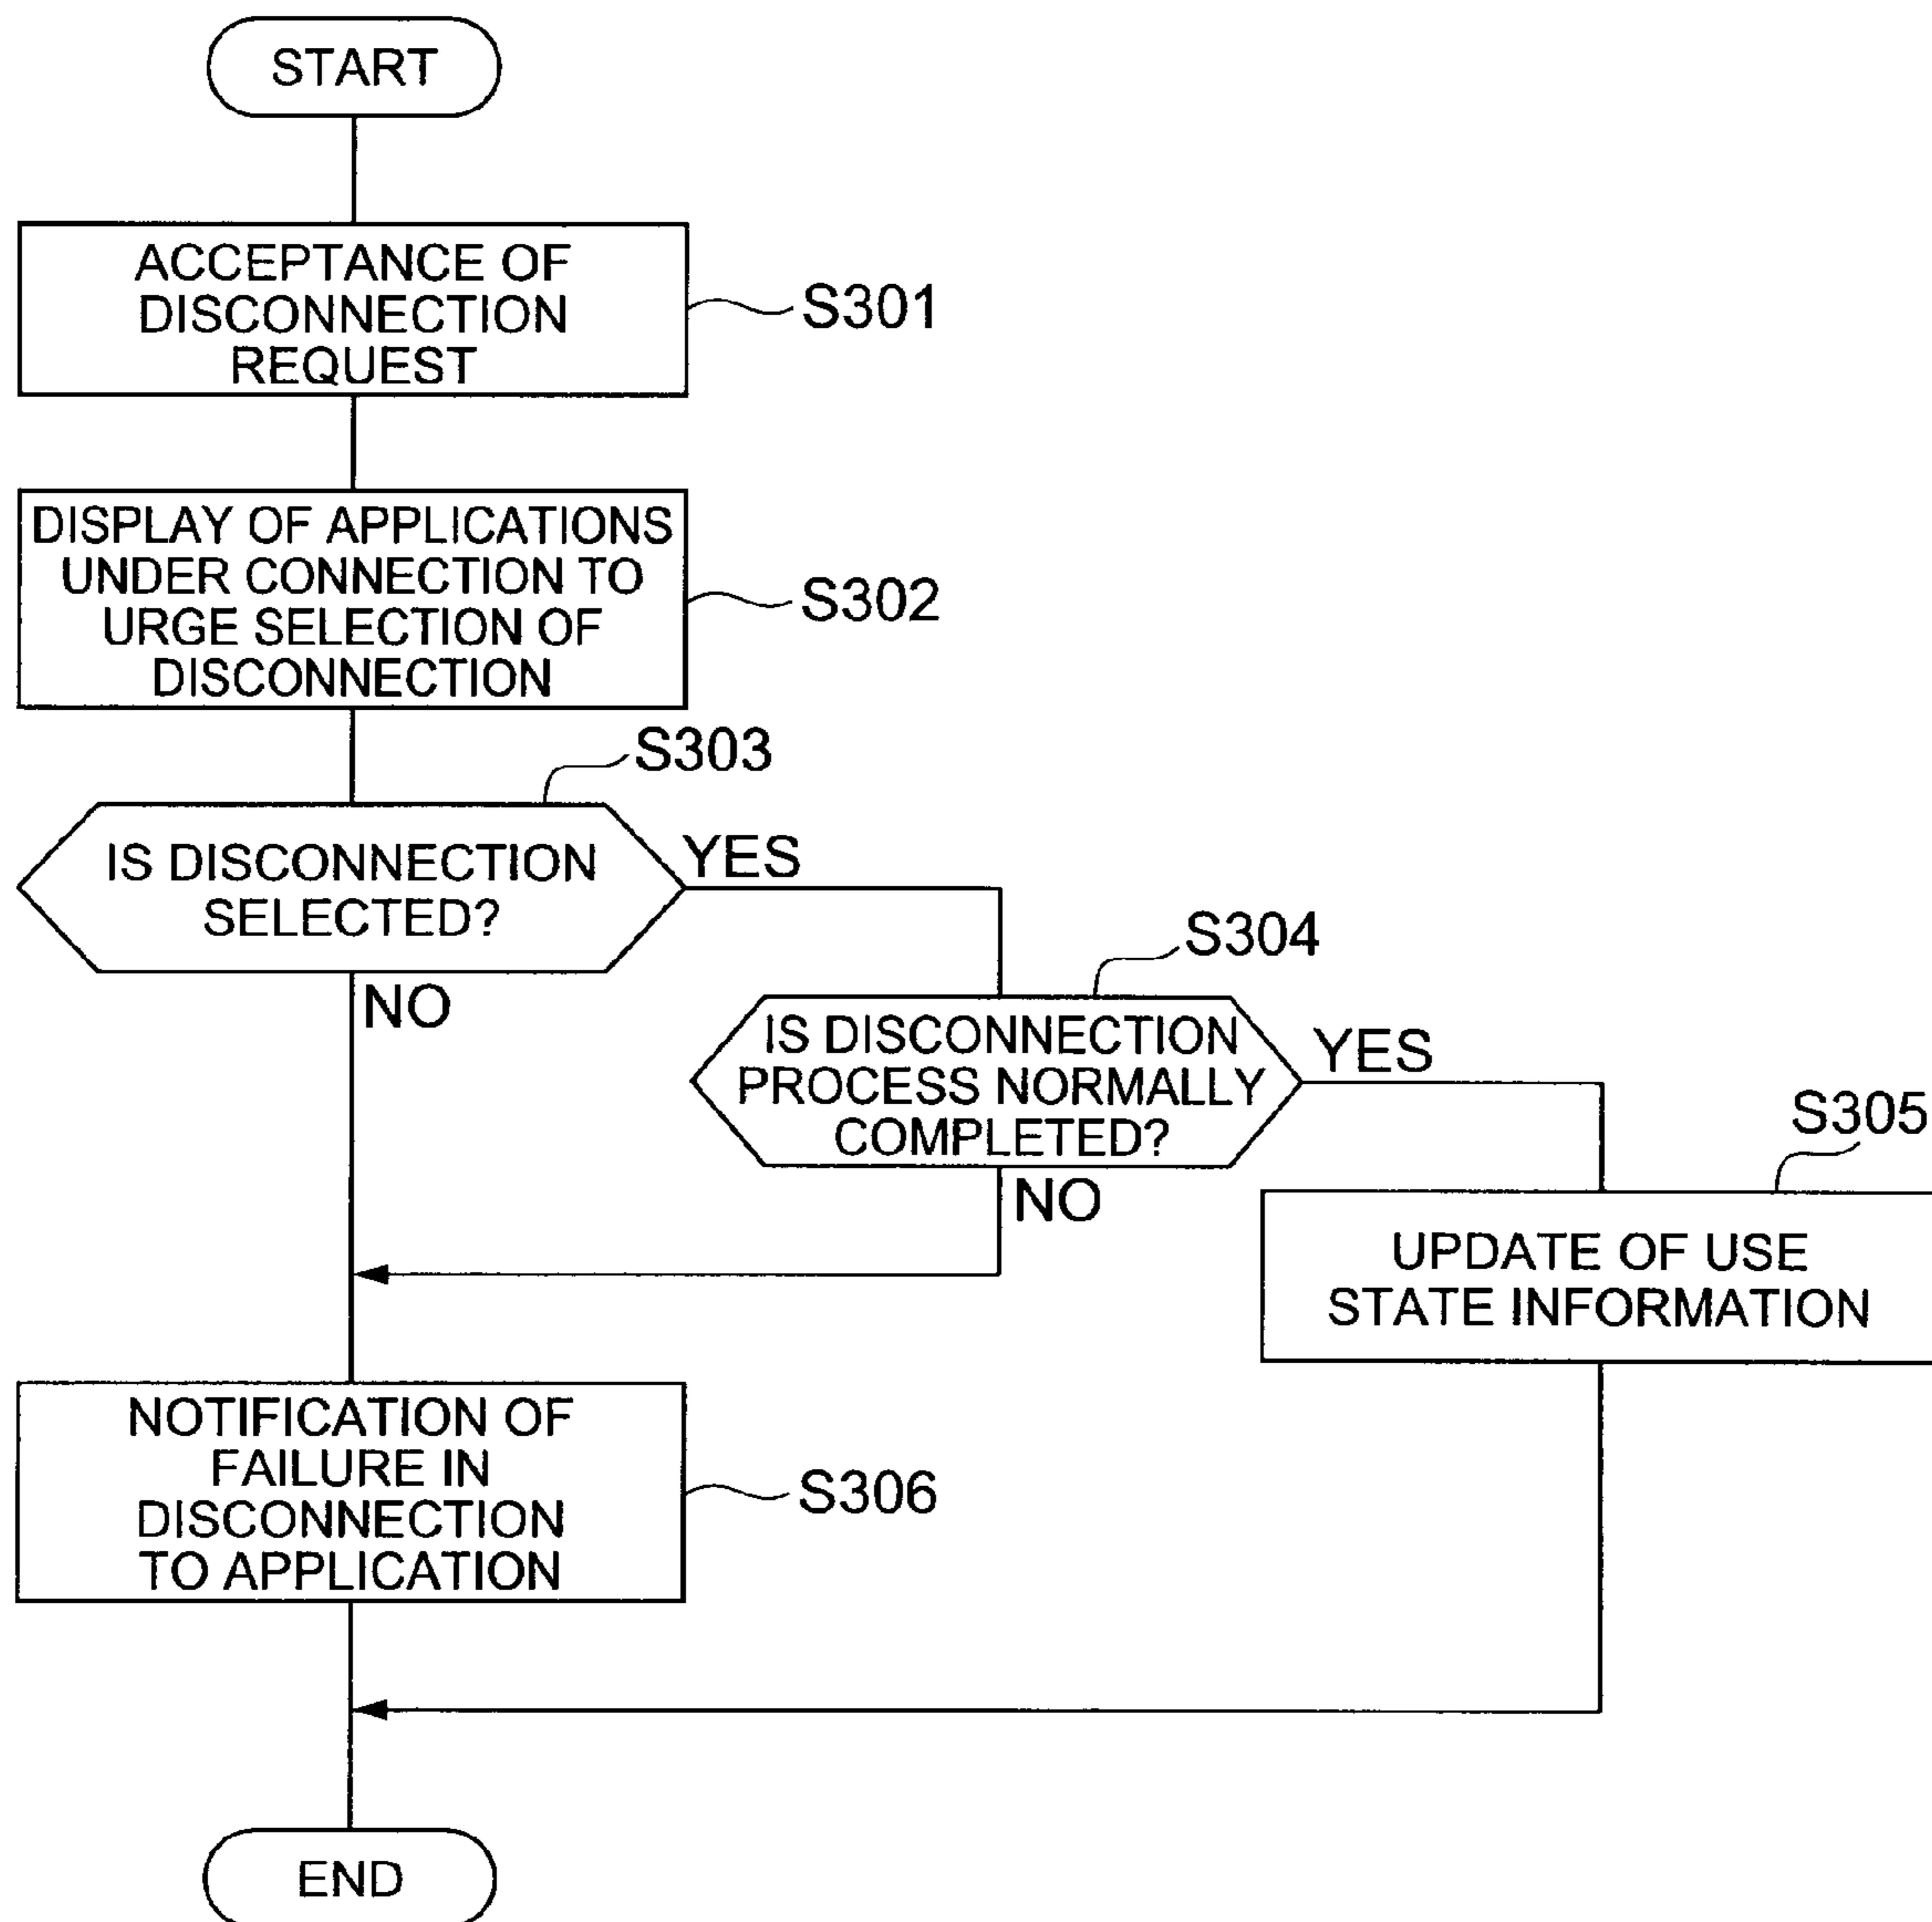 START
ACCEPTANCE OF
DISCONNECTION
REQUEST
S301
DISPLAY OF APPLICATIONS
UNDER CONNECTION TO
URGE SELECTION OF
DISCONNECTION
S302
S303
IS DISCONNECTION
SELECTED?
YES
NO
S304
IS DISCONNECTION
PROCESS NORMALLY
COMPLETED?
YES
NO
S305
UPDATE OF USE
STATE INFORMATION
NOTIFICATION OF
FAILURE IN
DISCONNECTION
TO APPLICATION
S306
END